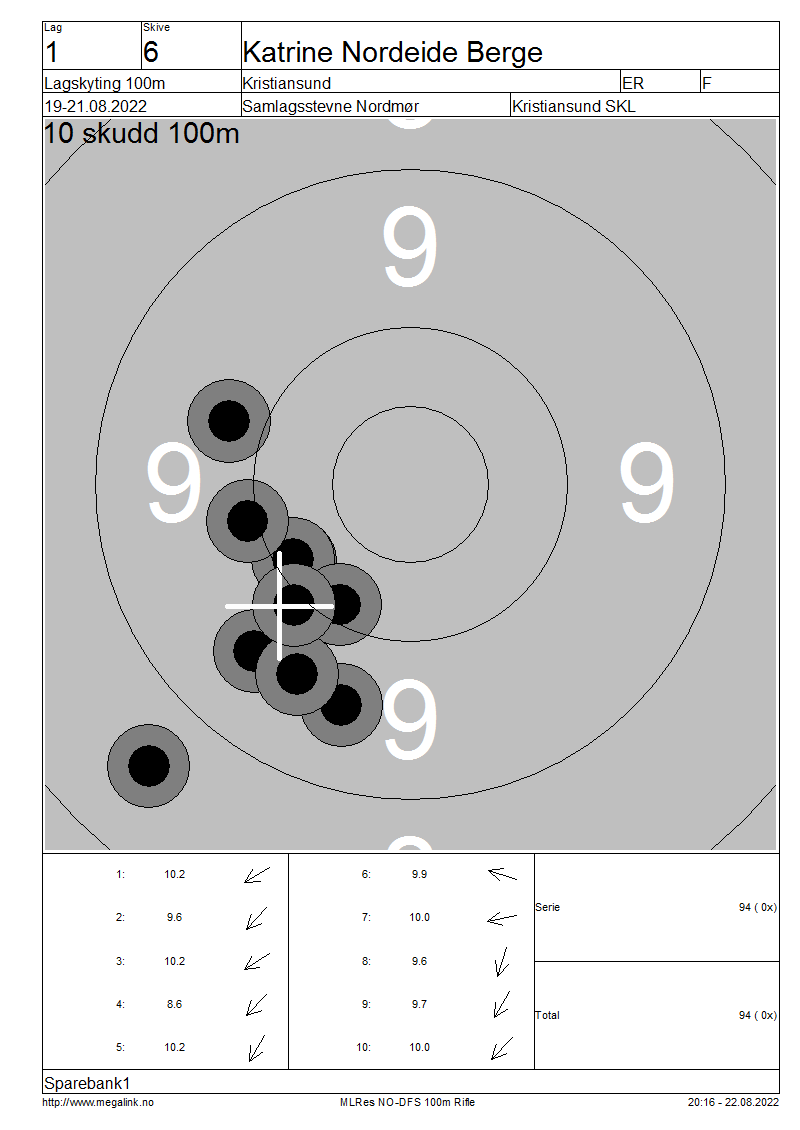 Lag Skive
1 6 Katrine Nordeide Berge
Lagskyting 100m Kristiansund ER F
19-21.08.2022 Samlagsstevne Nordmør Kristiansund SKL
10 skudd 100m
9
9
9 9
9
9
1: 10.2 6: 9.9
2: 9.6 7: 10.0
3: 10.2 8: 9.6
4: 8.6 9: 9.7
5: 10.2 10: 10.0
Serie 94 ( 0x)
Total 94 ( 0x)
Sparebank1
http://www.megalink.no MLRes NO-DFS 100m Rifle 20:16 - 22.08.2022